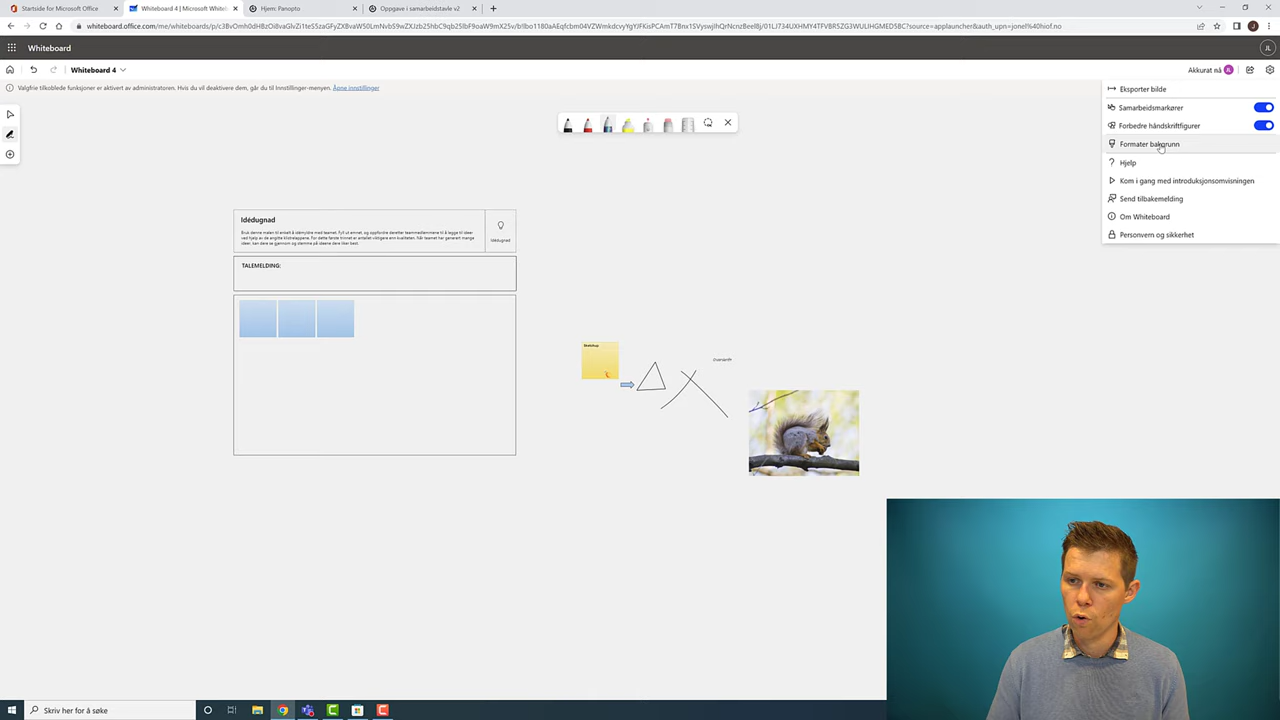 Startside for Microsoft Office
Whiteboard 4 | Microsoft White
Hjem: Panopto
Oppgave i samarbeidstavle v2
Whiteboard
JL
Whiteboard 4
Akkurat nå
JL
Valgfrie tilkoblede funksjoner er aktivert av administratoren. Hvis du vil deaktivere dem, går du til Innstillinger-menyen. Åpne innstillinger
Eksporter bilde
Samarbeidsmarkører
Forbedre håndskriftfigurer
Formater bakgrunn
Hjelp
Kom i gang med introduksjonsomvisningen
Send tilbakemelding
Om Whiteboard
Personvern og sikkerhet
Idédugnad
Idédugnad
TALEMELDING:
Skriv her for å søke